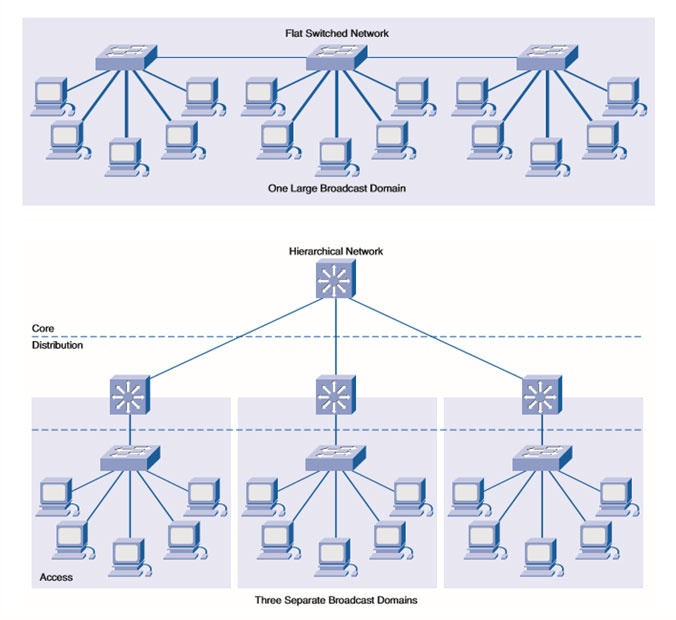 Flat Switched Network
One Large Broadcast Domain
Hierarchical Network
Core
Distribution
Access
Three Separate Broadcast Domains